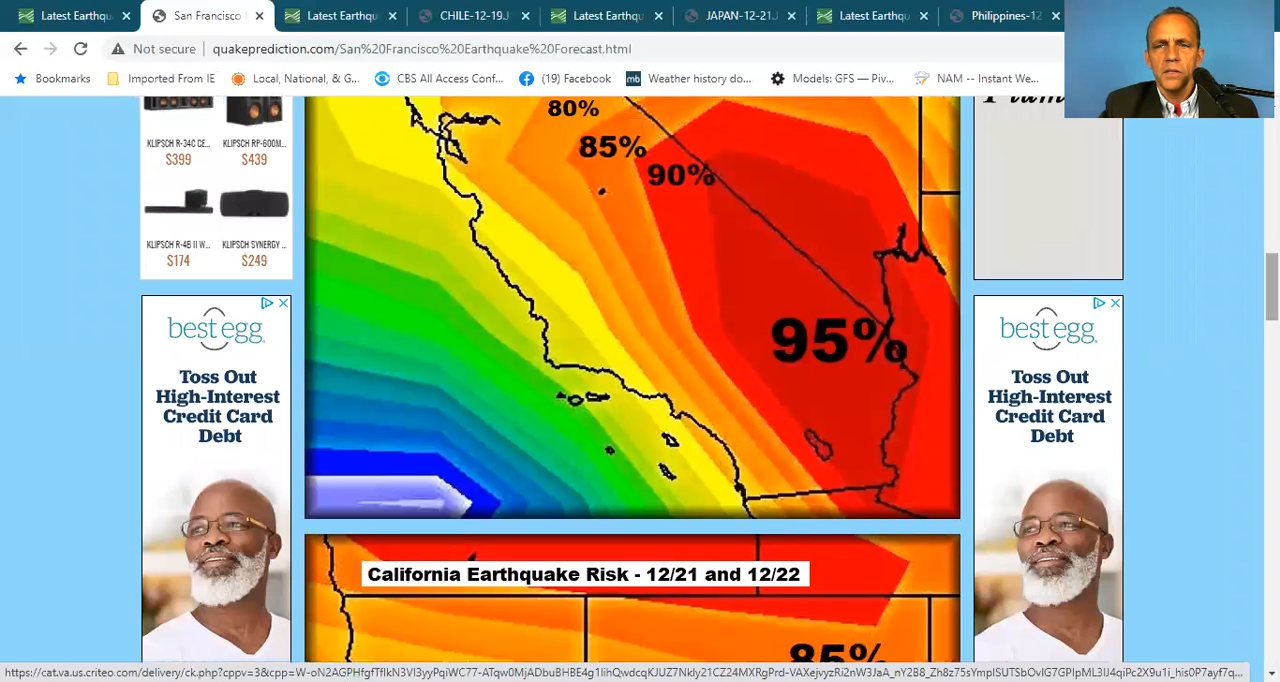 Latest Earthqu
San Francisco
Latest Earthqu
CHILE-12-19.
Latest Earthqu
JAPAN-12-21.
Latest Earthqu
Philippines-12
Not secure
quakeprediction.com/San%20Francisco%20Earthquake%20Forecast.html
Bookmarks
Imported From IE
Local, National, & G...
CBS All Access Conf...
(19) Facebook
Weather history do...
Models: GFS — Piv...
NAM -- Instant We...
KLIPSCH R-34C CE...
$399
KLIPSCH RP-600M...
$439
KLIPSCH R-4B II W...
$174
KLIPSCH SYNERGY ...
$249
best egg
Toss Out
High-Interest
Credit Card
Debt
80%
85%
90%
95%
California Earthquake Risk - 12/21 and 12/22
85%
best egg
Toss Out
High-Interest
Credit Card
Debt